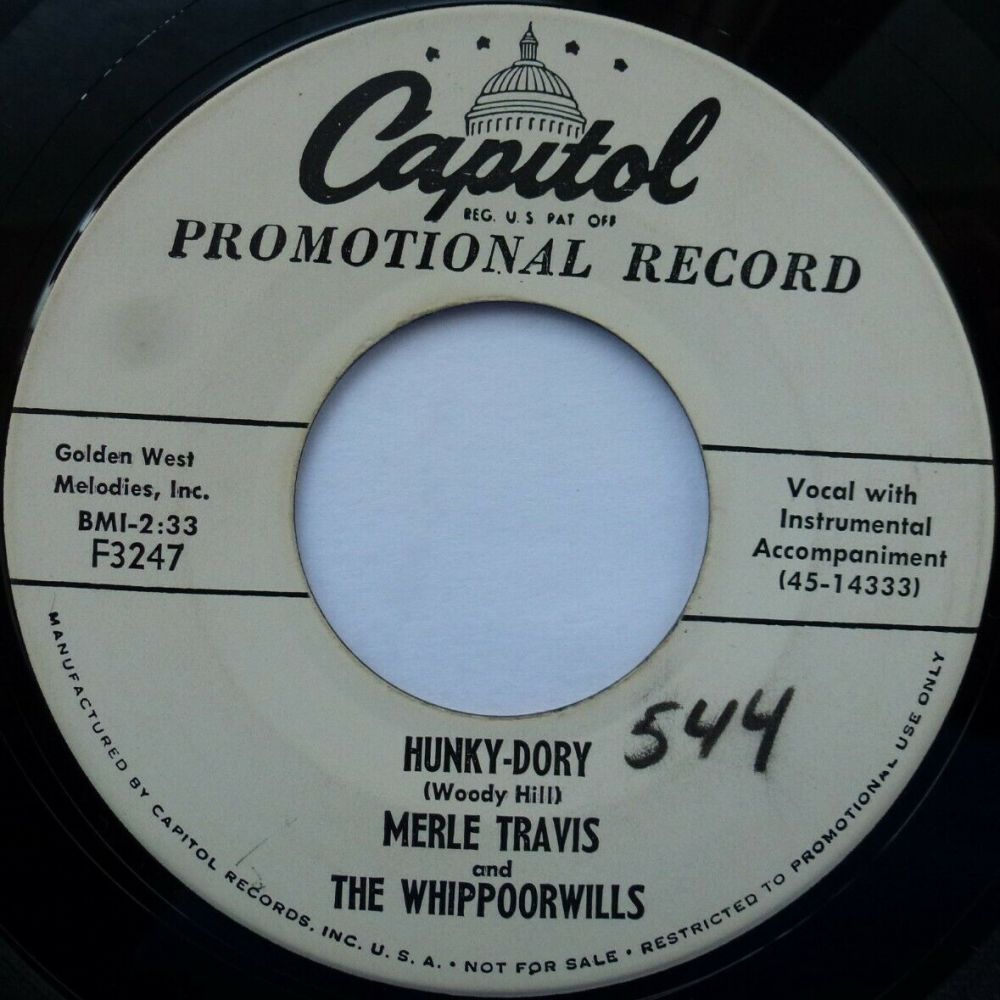 Capitol
REG. U.S PAT OFF
PROMOTIONAL RECORD
Golden West
Melodies, Inc.
BMI-2:33
F3247
Vocal with
Instrumental
Accompaniment
(45-14333)
544
HUNKY-DORY
(Woody Hill)
MERLE TRAVIS
and
THE WHIPPOORWILLS
MANUFACTURED BY CAPITOL RECORDS, INC. U. S. A. • NOT FOR SALE • RESTRICTED TO PROMOTIONAL USE ONLY